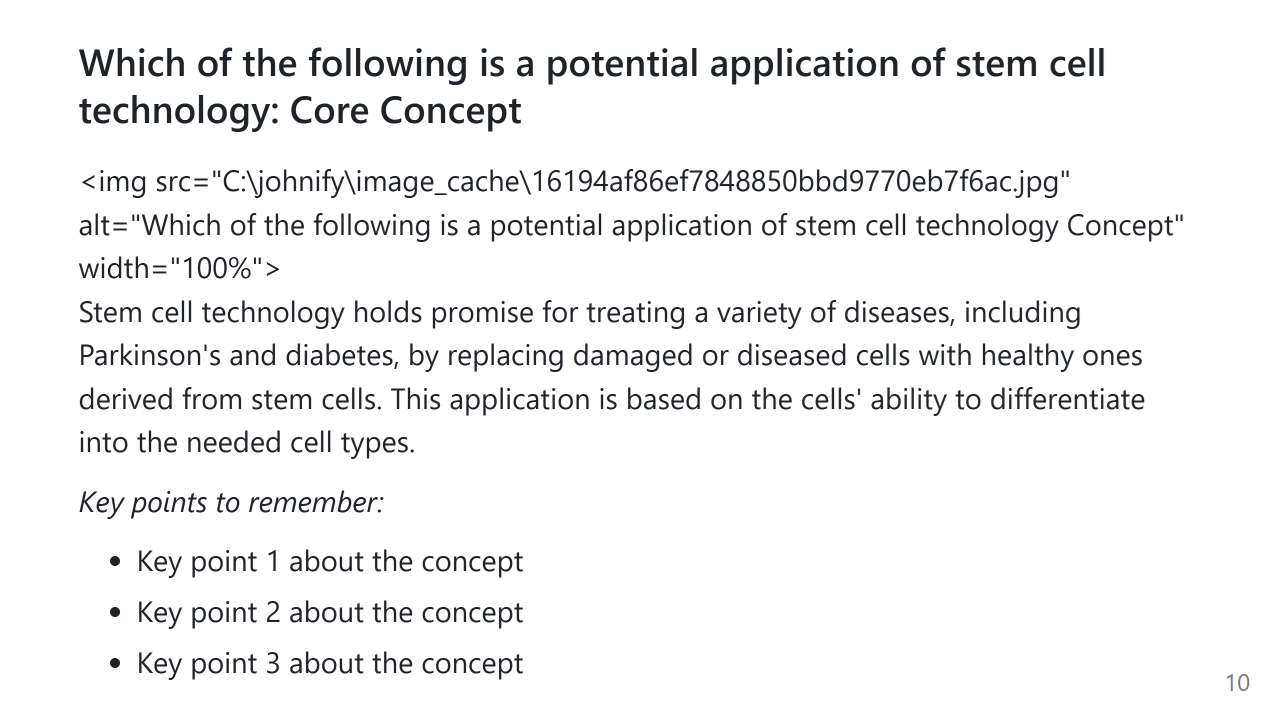 Which of the following is a potential application of stem cell
technology: Core Concept
<img src="C:\johnify\image_cache\16194af86ef7848850bbd9770eb7f6ac.jpg"
alt="Which of the following is a potential application of stem cell technology Concept"
width="100%">
Stem cell technology holds promise for treating a variety of diseases, including
Parkinson's and diabetes, by replacing damaged or diseased cells with healthy ones
derived from stem cells. This application is based on the cells' ability to differentiate
into the needed cell types.
Key points to remember:
• Key point 1 about the concept
• Key point 2 about the concept
• Key point 3 about the concept
10